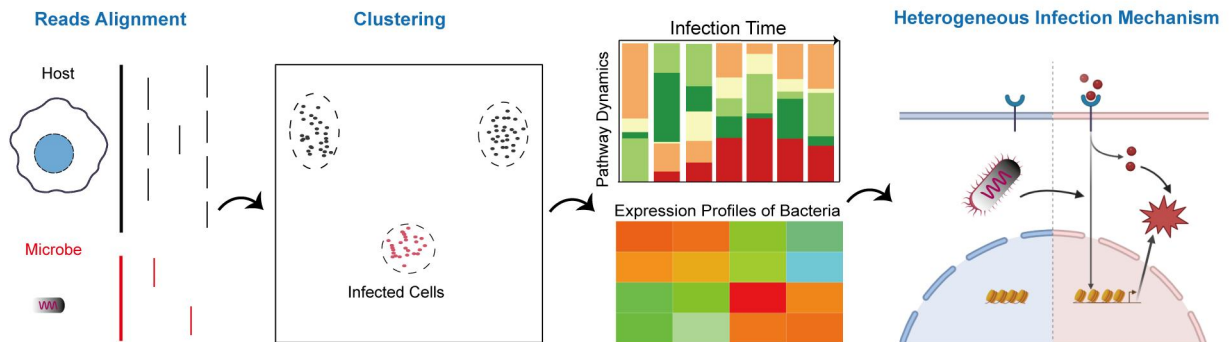 Reads Alignment
Host
Microbe
Clustering
Infected Cells
Infection Time
Pathway Dynamics
Expression Profiles of Bacteria
Heterogeneous Infection Mechanism